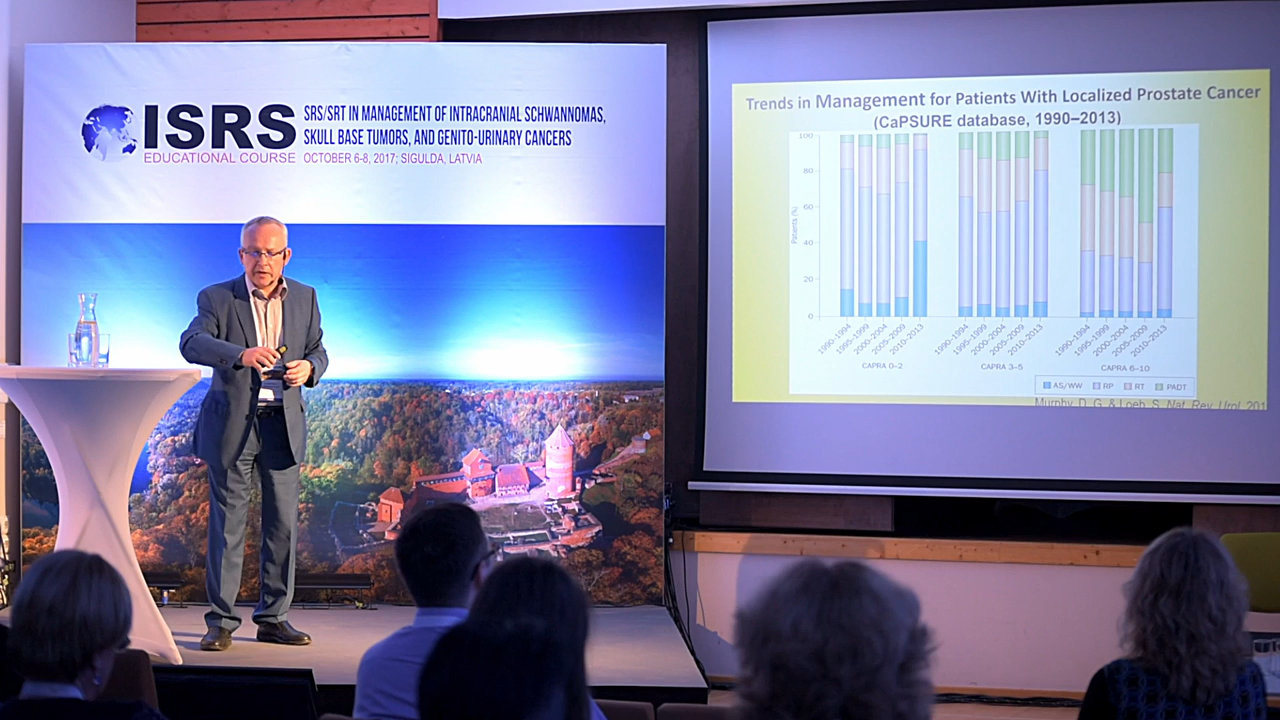 ISRS
EDUCATIONAL COURSE
SRS/SRT IN MANAGEMENT OF INTRACRANIAL SCHWANNOMAS,
SKULL BASE TUMORS, AND GENITO-URINARY CANCERS
OCTOBER 6-8, 2017; SIGULDA, LATVIA
Trends in Management for Patients With Localized Prostate Cancer
(CaPSURE database, 1990–2013)
Patients (%)
100
80
60
40
20
0
1990-1994 1995-1999 2000-2004 2005-2009 2010-2013
1990-1994 1995-1999 2000-2004 2005-2009 2010-2013
1990-1994 1995-1999 2000-2004 2005-2009 2010-2013
CAPRA 0–2 CAPRA 3–5 CAPRA 6–10
AS/WW RP RT PADT
Murphy, D. G. & Loeb, S. Nat. Rev. Urol. 201